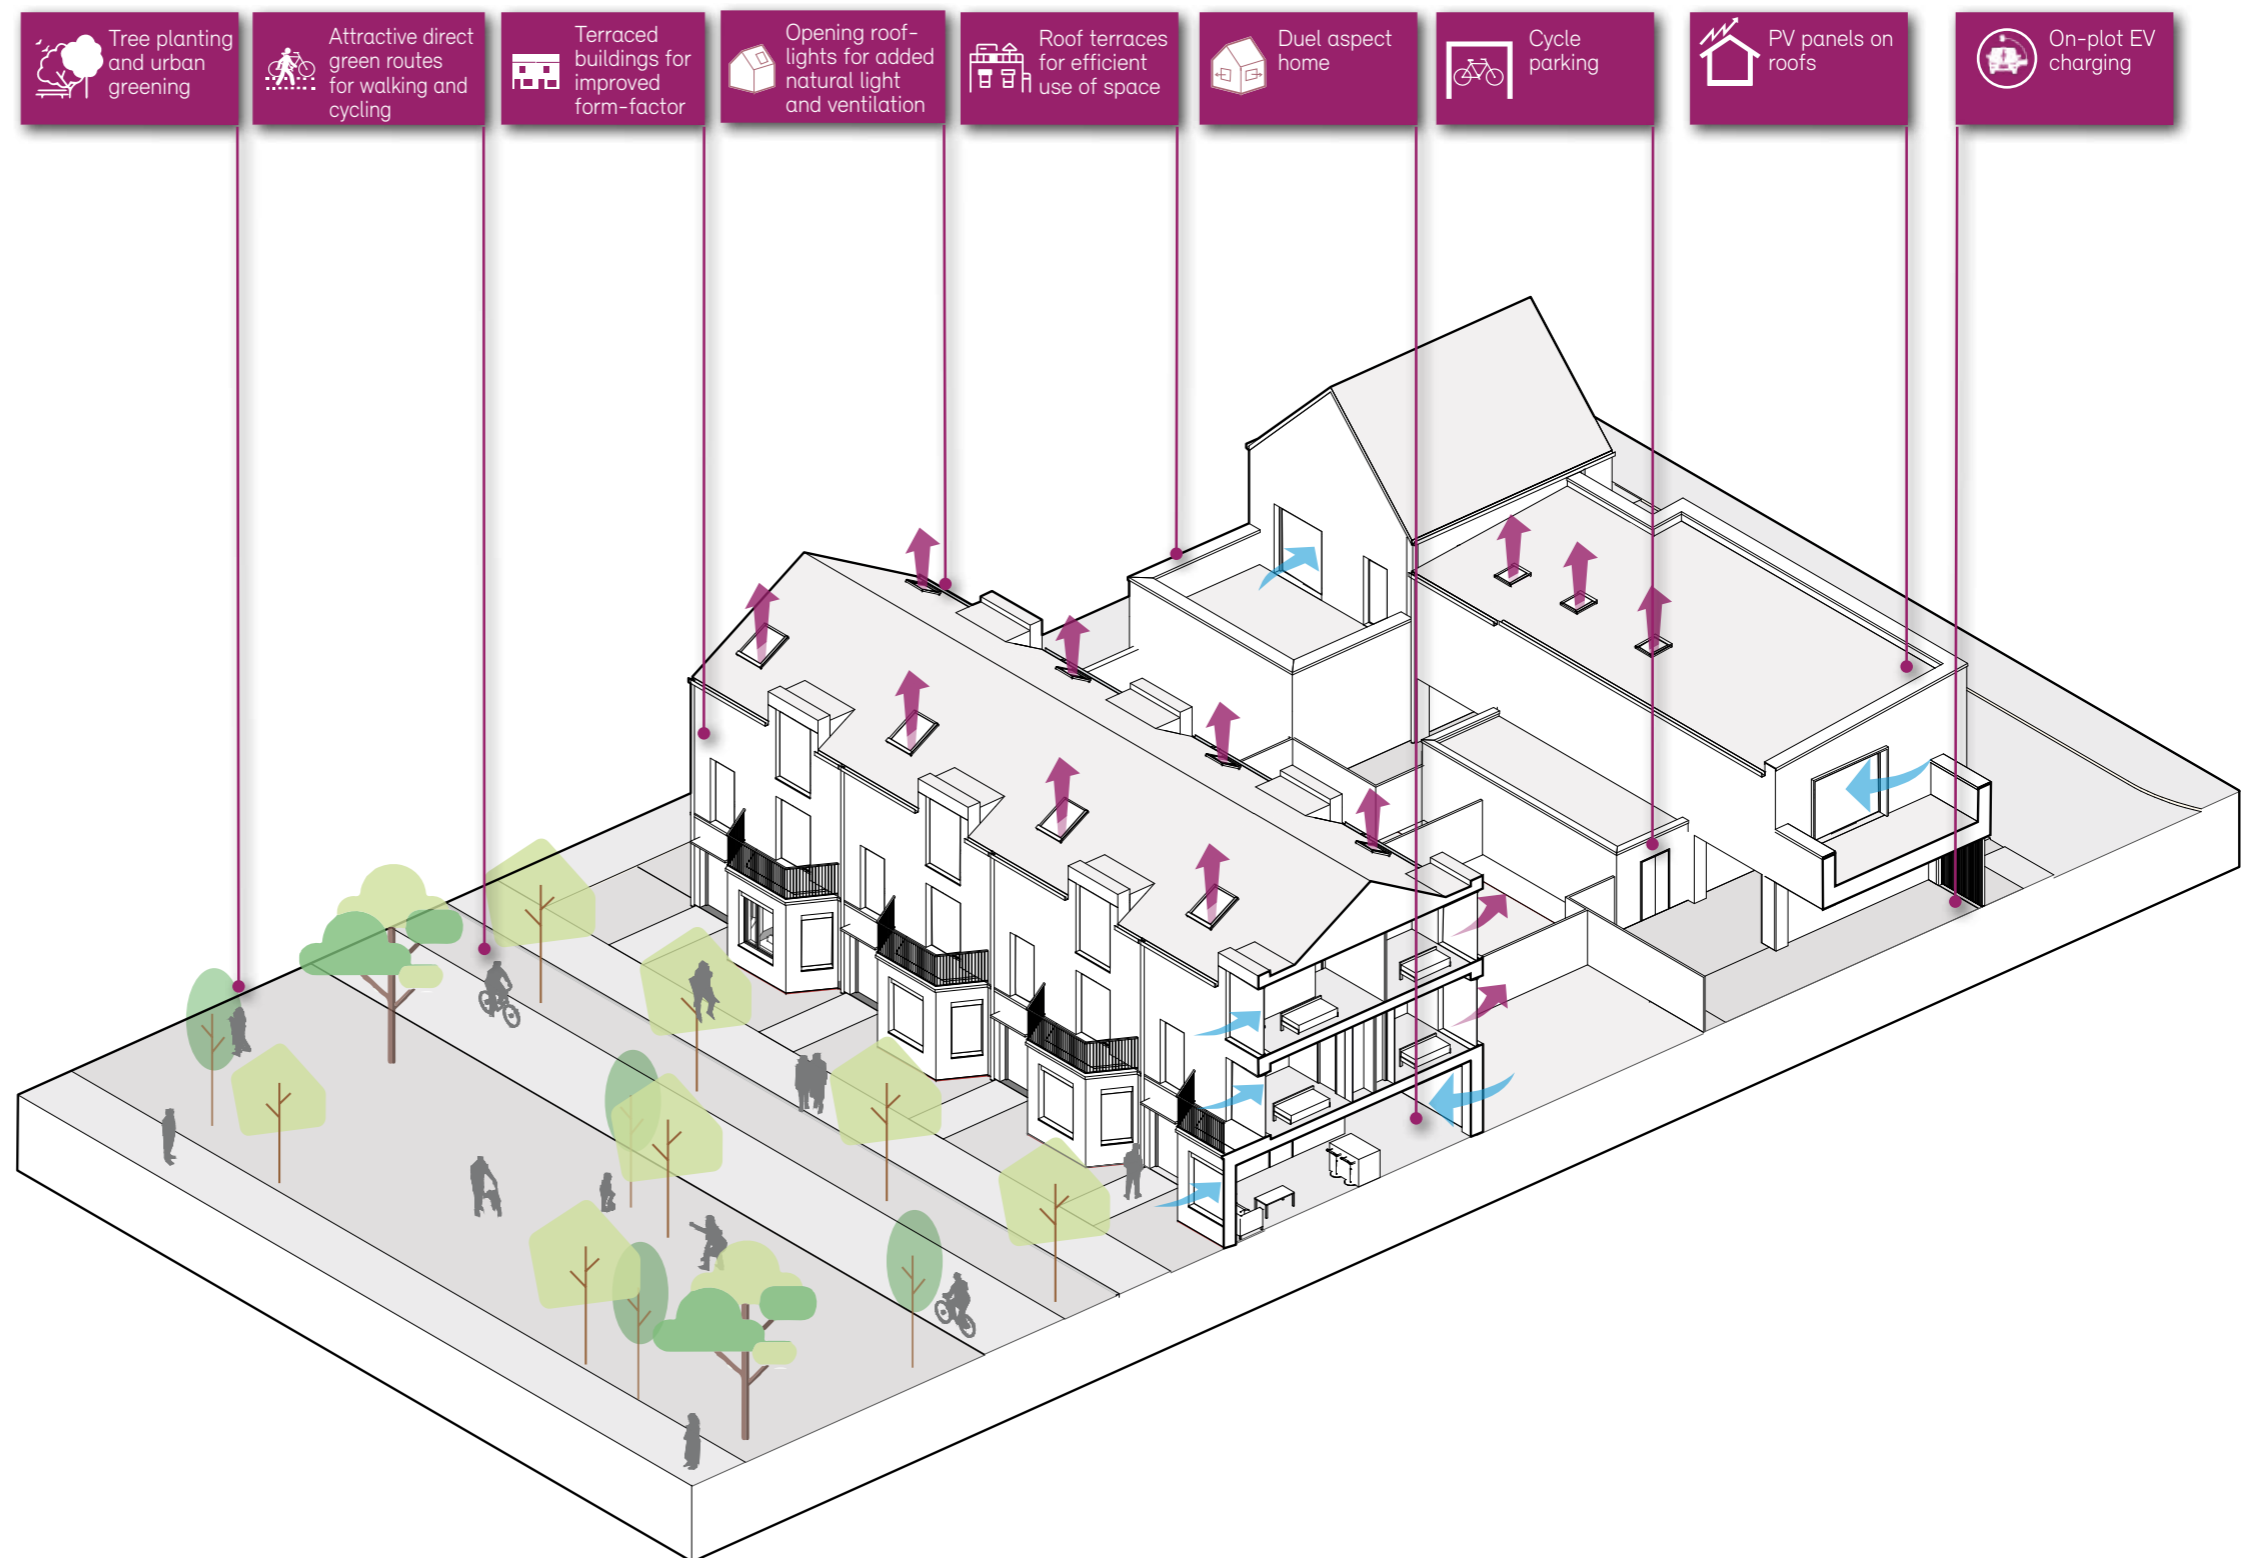 Tree planting
and urban
greening
Attractive direct
green routes
for walking and
cycling
Terraced
buildings for
improved
form-factor
Opening roof-
lights for added
natural light
and ventilation
Roof terraces
for efficient
use of space
Duel aspect
home
Cycle
parking
PV panels on
roofs
On-plot EV
charging